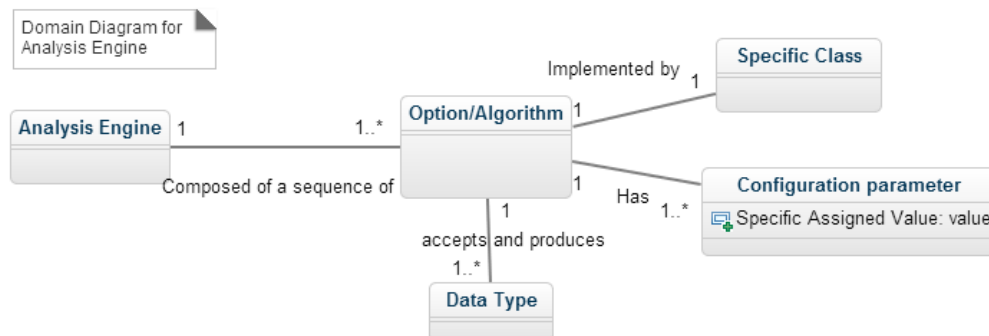 Domain Diagram for
Analysis Engine
Specific Class
Implemented by
1
Analysis Engine
1
1..*
Option/Algorithm
1
Composed of a sequence of
1
Has
1..*
Configuration parameter
Specific Assigned Value: value
1
accepts and produces
1..*
Data Type